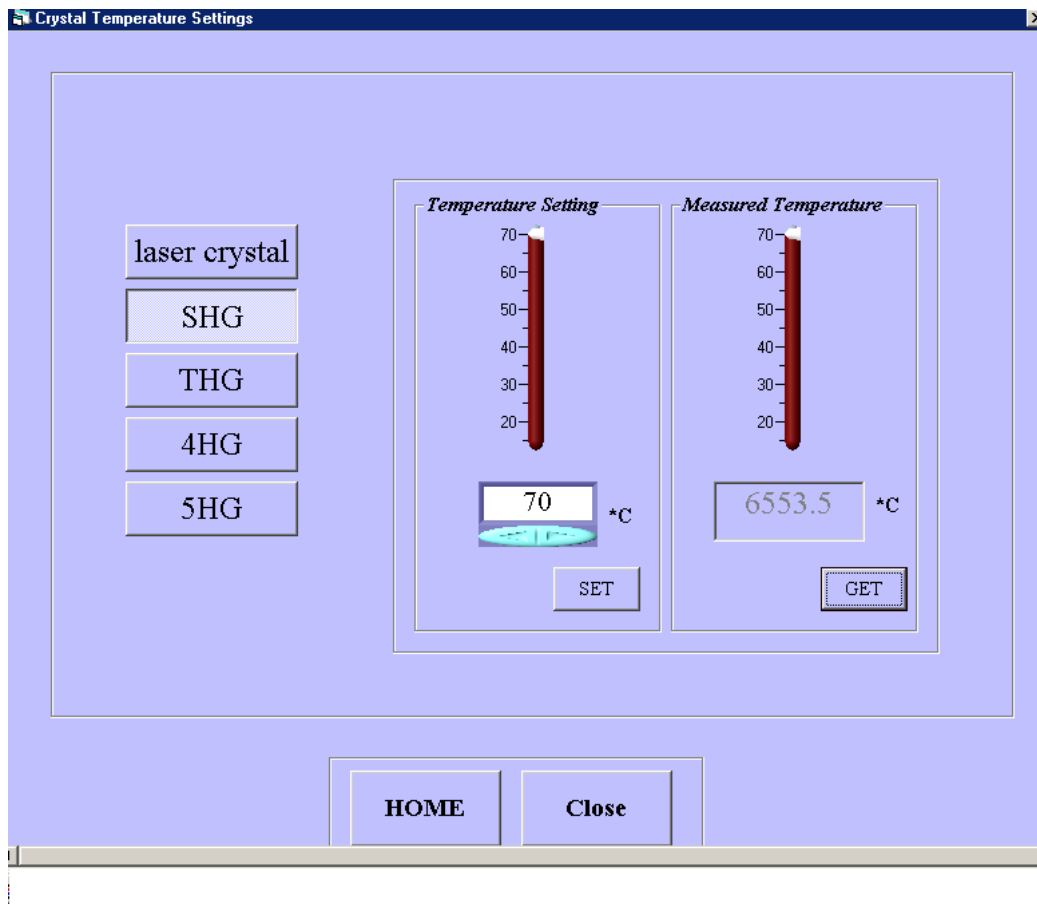 Crystal Temperature Settings
laser crystal
SHG
THG
4HG
5HG
Temperature Setting
70
60
50
40
30
20
70
*C
SET
Measured Temperature
70
60
50
40
30
20
6553.5
*C
GET
HOME
Close